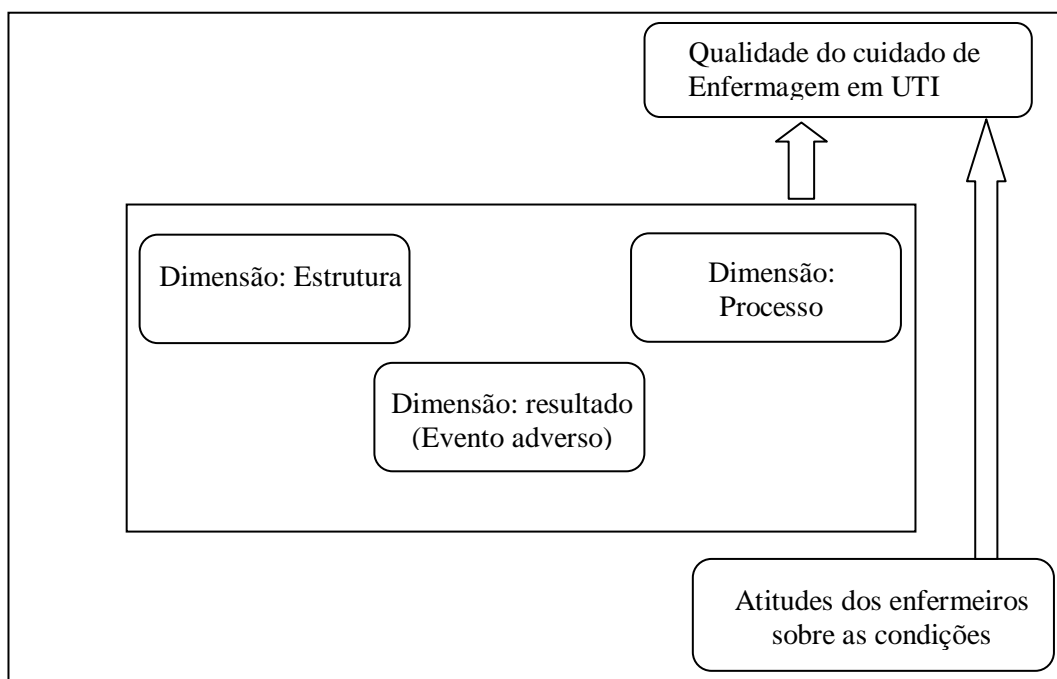 Qualidade do cuidado de
Enfermagem em UTI
Dimensão: Estrutura
Dimensão:
Processo
Dimensão: resultado
(Evento adverso)
Atitudes dos enfermeiros
sobre as condições